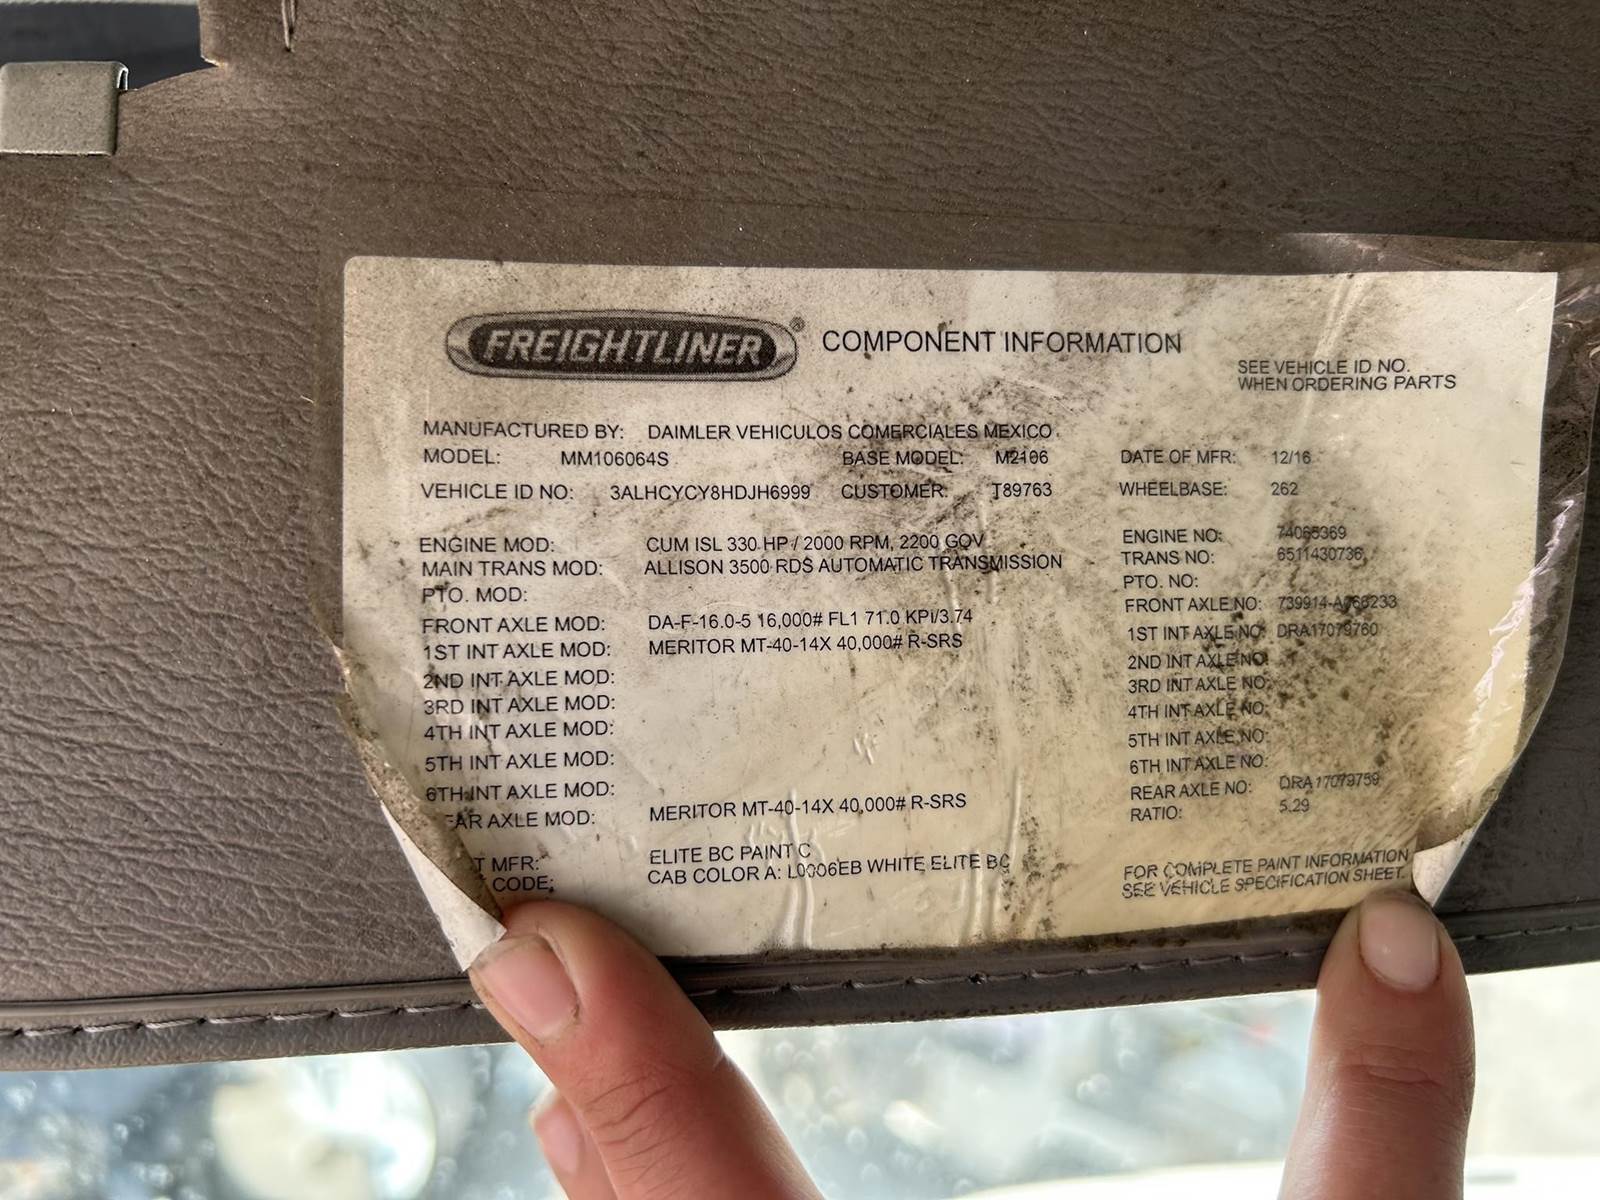 FREIGHTLINER® COMPONENT INFORMATION
SEE VEHICLE ID NO.
WHEN ORDERING PARTS
MANUFACTURED BY: DAIMLER VEHICULOS COMERCIALES MEXICO
MODEL: MM106064S BASE MODEL: M2106 DATE OF MFR: 12/16
VEHICLE ID NO: 3ALHCYCY8HDJH6999 CUSTOMER: T89763 WHEELBASE: 262
ENGINE MOD: CUM ISL 330 HP / 2000 RPM, 2200 GOV ENGINE NO: 74065369
MAIN TRANS MOD: ALLISON 3500 RDS AUTOMATIC TRANSMISSION TRANS NO: 6511430736
PTO. MOD: PTO. NO:
FRONT AXLE MOD: DA-F-16.0-5 16,000# FL1 71.0 KPI/3.74 FRONT AXLE NO:
1ST INT AXLE MOD: MERITOR MT-40-14X 40,000# R-SRS 1ST INT AXLE NO: DRA17079760
2ND INT AXLE MOD: 2ND INT AXLE NO:
3RD INT AXLE MOD: 3RD INT AXLE NO:
4TH INT AXLE MOD: 4TH INT AXLE NO:
5TH INT AXLE MOD: 5TH INT AXLE NO:
6TH INT AXLE MOD: 6TH INT AXLE NO:
EAR AXLE MOD: MERITOR MT-40-14X 40,000# R-SRS REAR AXLE NO: DRA17079759
RATIO: 5.29
T MFR: ELITE BC PAINT C
CODE: CAB COLOR A: L0006EB WHITE ELITE BC
FOR COMPLETE PAINT INFORMATION
SEE VEHICLE SPECIFICATION SHEET.